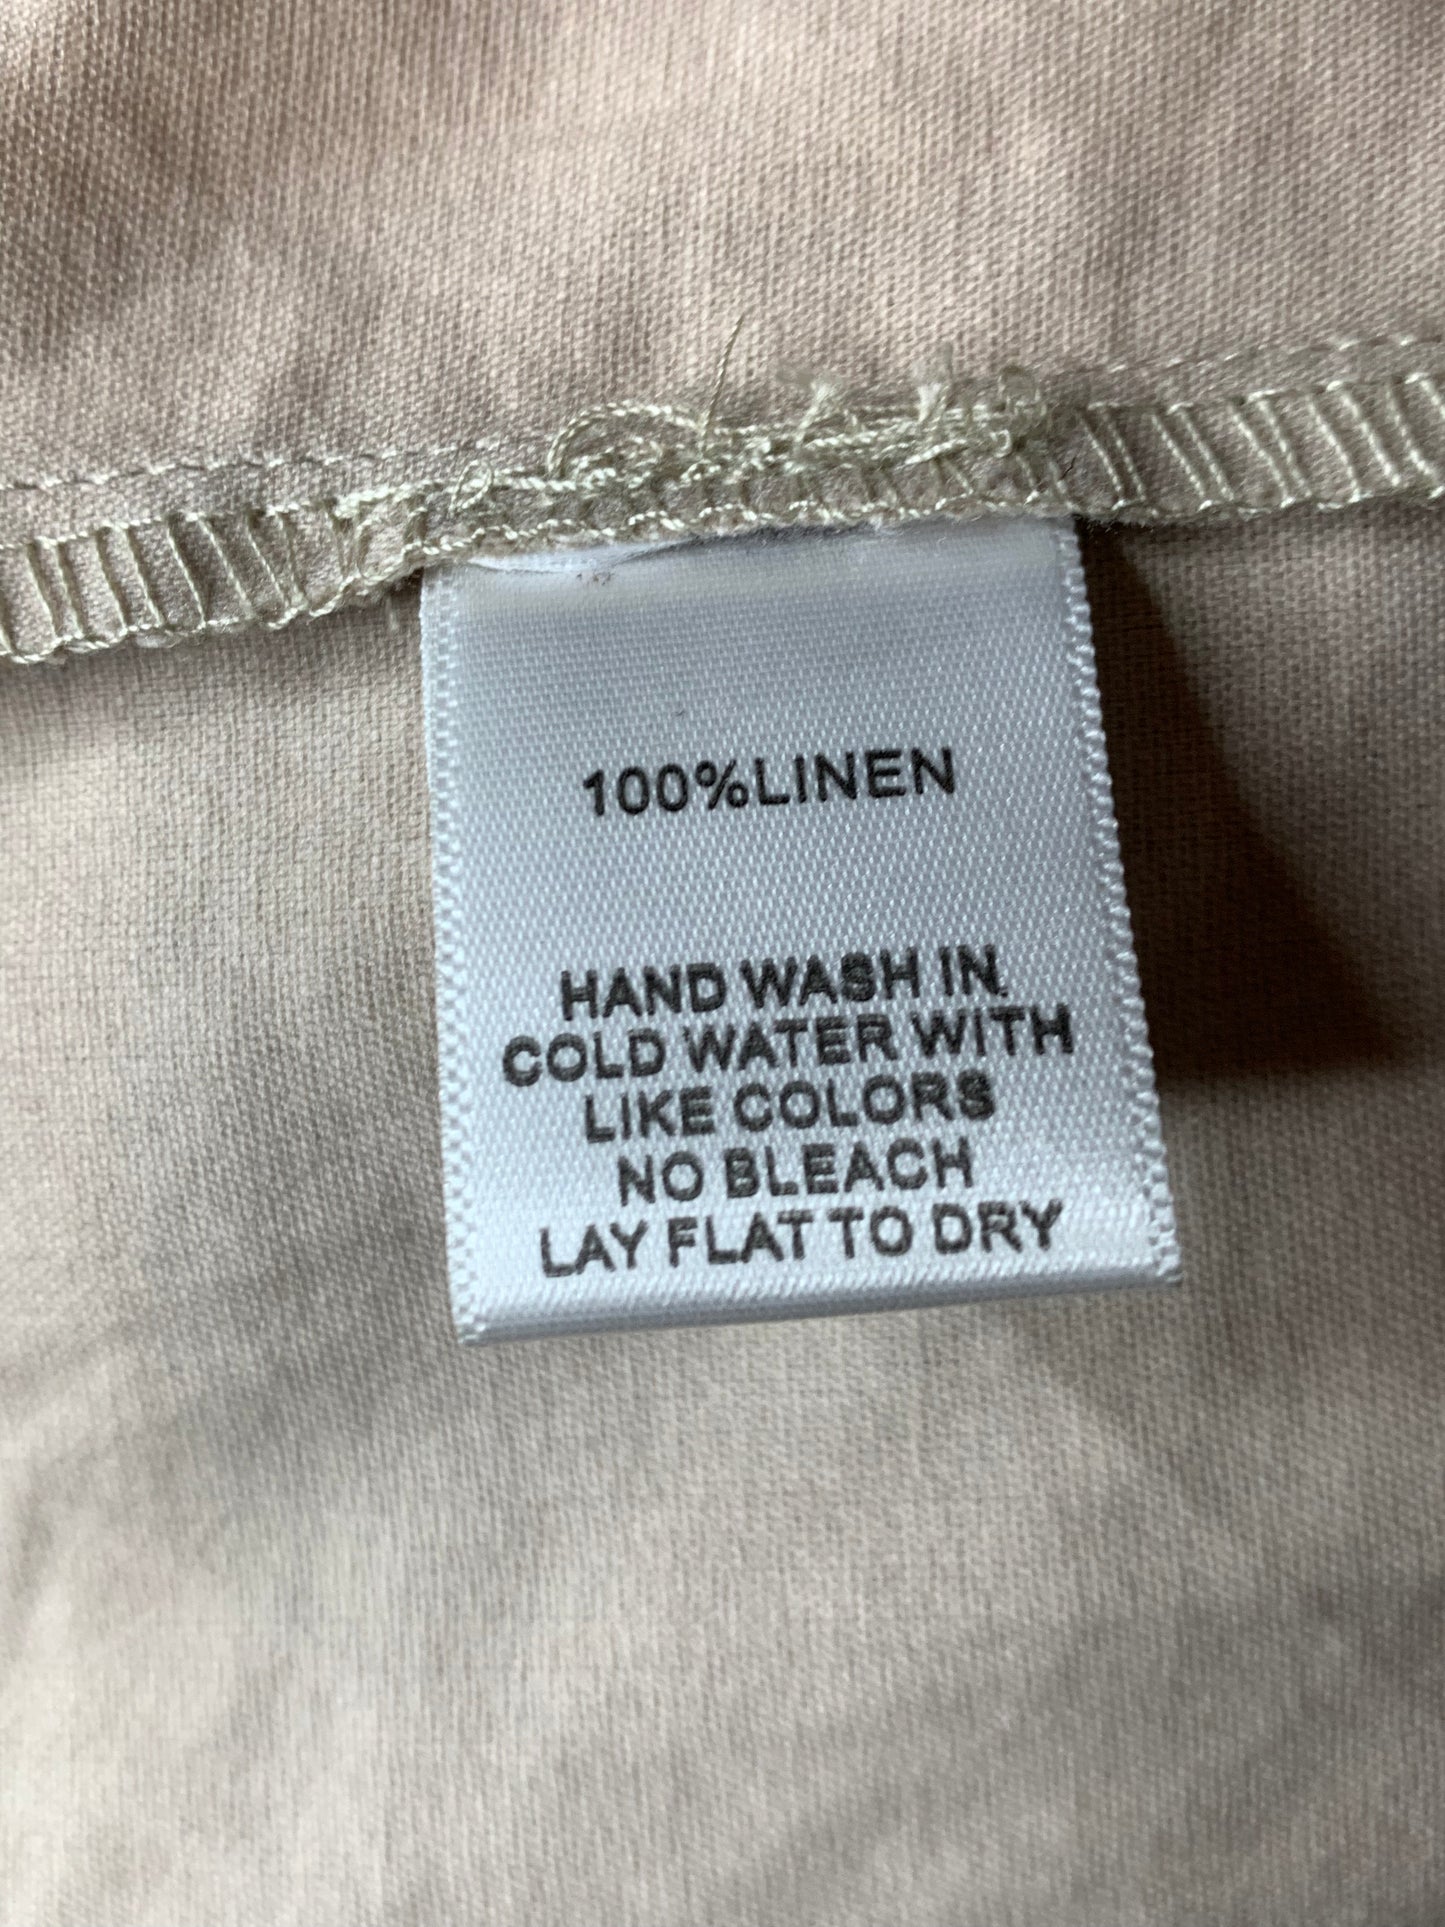 100%LINEN
HAND WASH IN
COLD WATER WITH
LIKE COLORS
NO BLEACH
LAY FLAT TO DRY